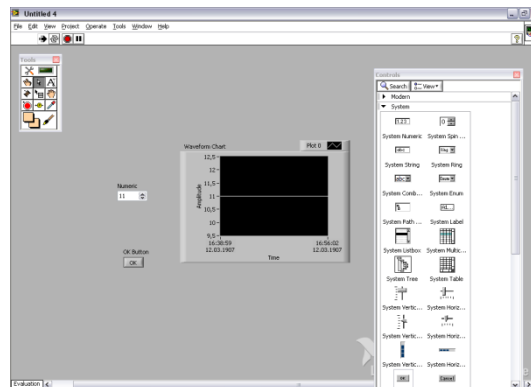 Untitled 4
File Edit View Project Operate Tools Window Help
Tools
Controls
Search View
Modern
System
System Numeric System Spin ...
System String System Ring
System Comb... System Enum
System Path ... System Label
System Listbox System Multic...
System Tree System Table
System Vertic... System Horiz...
System Vertic... System Horiz...
System Vertic... System Horiz...
OK Cancel
Waveform Chart Plot 0
12,5
12
11,5
11
10,5
10
9,5
Amplitude
16:38:59 16:56:02
12.03.1907 12.03.1907
Time
Numeric
11
OK Button
OK
Evaluation